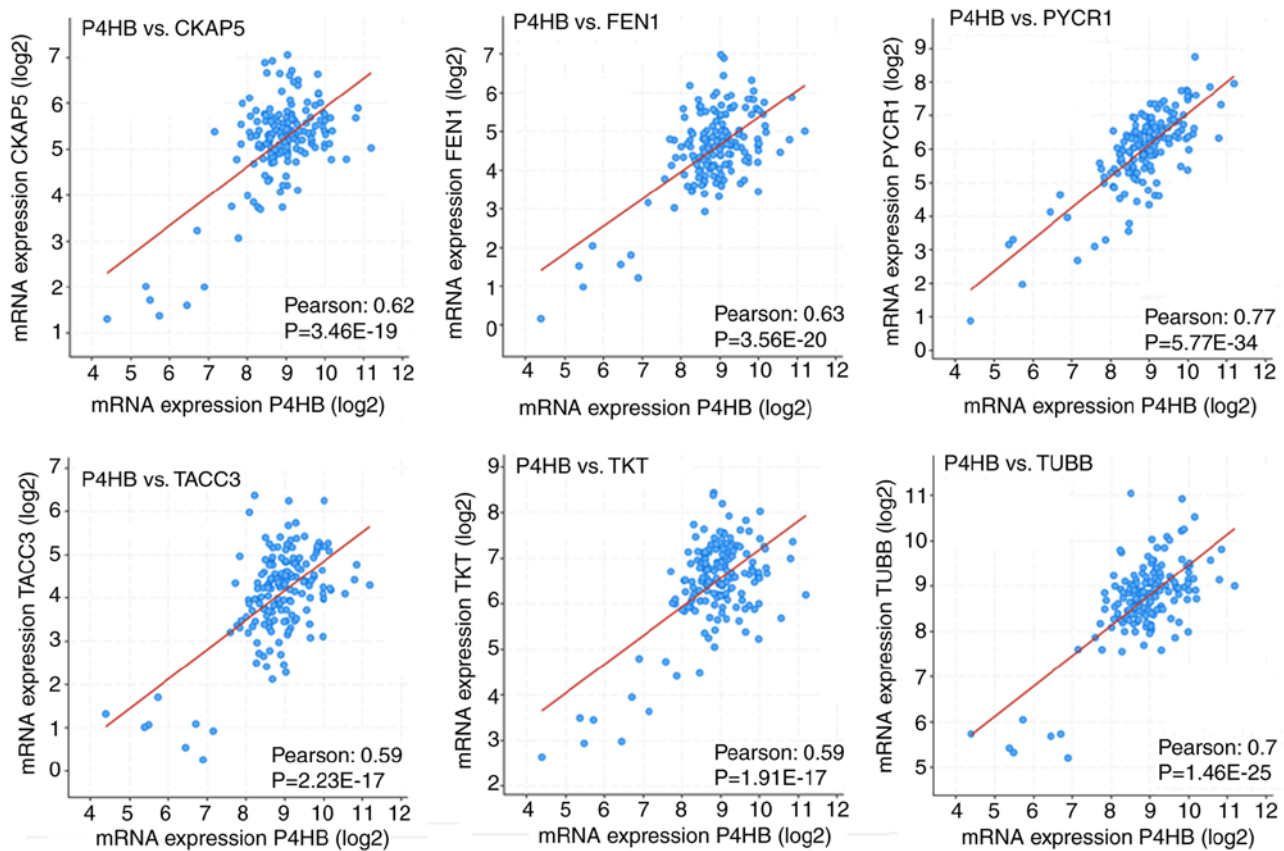 P4HB vs. CKAP5
mRNA expression CKAP5 (log2)
7
6
5
4
3
2
1
Pearson: 0.62
P=3.46E-19
4 5 6 7 8 9 10 11 12
mRNA expression P4HB (log2)
P4HB vs. FEN1
mRNA expression FEN1 (log2)
7
6
5
4
3
2
1
0
Pearson: 0.63
P=3.56E-20
4 5 6 7 8 9 10 11 12
mRNA expression P4HB (log2)
P4HB vs. PYCR1
mRNA expression PYCR1 (log2)
9
8
7
6
5
4
3
2
1
0
Pearson: 0.77
P=5.77E-34
4 5 6 7 8 9 10 11 12
mRNA expression P4HB (log2)
P4HB vs. TACC3
mRNA expression TACC3 (log2)
7
6
5
4
3
2
1
0
Pearson: 0.59
P=2.23E-17
4 5 6 7 8 9 10 11 12
mRNA expression P4HB (log2)
P4HB vs. TKT
mRNA expression TKT (log2)
9
8
7
6
5
4
3
2
Pearson: 0.59
P=1.91E-17
4 5 6 7 8 9 10 11 12
mRNA expression P4HB (log2)
P4HB vs. TUBB
mRNA expression TUBB (log2)
11
10
9
8
7
6
5
Pearson: 0.7
P=1.46E-25
4 5 6 7 8 9 10 11 12
mRNA expression P4HB (log2)